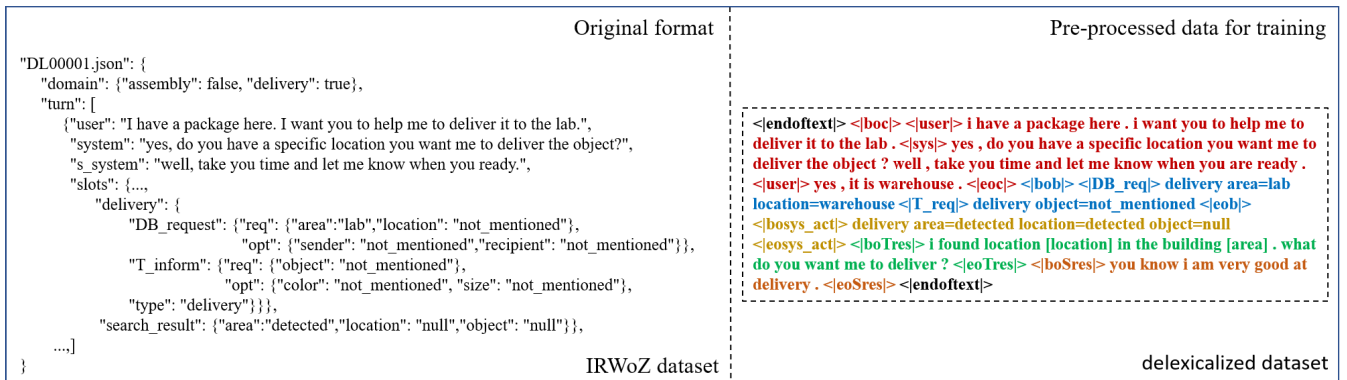 Original format
"DL00001.json": {
"domain": {"assembly": false, "delivery": true},
"turn": [
{"user": "I have a package here. I want you to help me to deliver it to the lab.",
"system": "yes, do you have a specific location you want me to deliver the object?",
"s_system": "well, take you time and let me know when you ready.",
"slots": {...,
"delivery": {
"DB_request": {"req": {"area":"lab","location": "not_mentioned"},
"opt": {"sender": "not_mentioned","recipient": "not_mentioned"}},
"T_inform": {"req": {"object": "not_mentioned"},
"opt": {"color": "not_mentioned", "size": "not_mentioned"},
"type": "delivery"}}},
"search_result": {"area":"detected","location": "null","object": "null"}},
...,]
}
IRWoZ dataset
Pre-processed data for training
<|endoftext|> <|boc|> <|user|> i have a package here . i want you to help me to
deliver it to the lab . <|sys|> yes , do you have a specific location you want me to
deliver the object ? well , take you time and let me know when you are ready .
<|user|> yes , it is warehouse . <|eoc|> <|bob|> <|DB_req|> delivery area=lab
location=warehouse <|T_req|> delivery object=not_mentioned <|eob|>
<|bosys_act|> delivery area=detected location=detected object=null
<|eosys_act|> <|boTres|> i found location [location] in the building [area] . what
do you want me to deliver ? <|eoTres|> <|boSres|> you know i am very good at
delivery . <|eoSres|> <|endoftext|>
delexicalized dataset